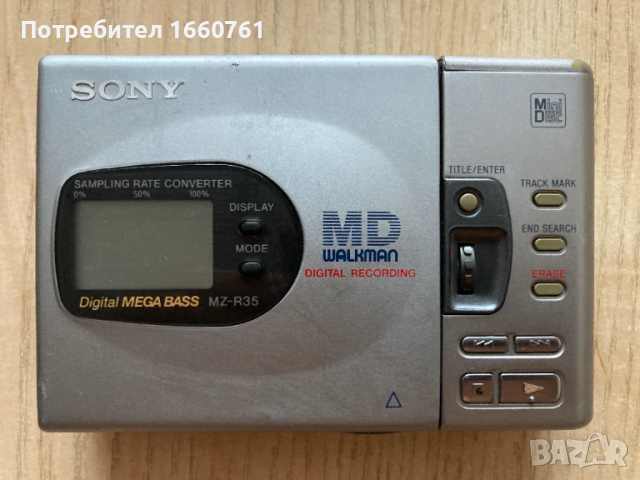 Потребител 1660761
SONY
Mini
TITLE/ENTER
TRACK MARK
SAMPLING RATE CONVERTER
0% 50% 100%
DISPLAY
END SEARCH
MODE
MD
WALKMAN
DIGITAL RECORDING
ERASE
Digital MEGA BASS MZ-R35
BAZAR